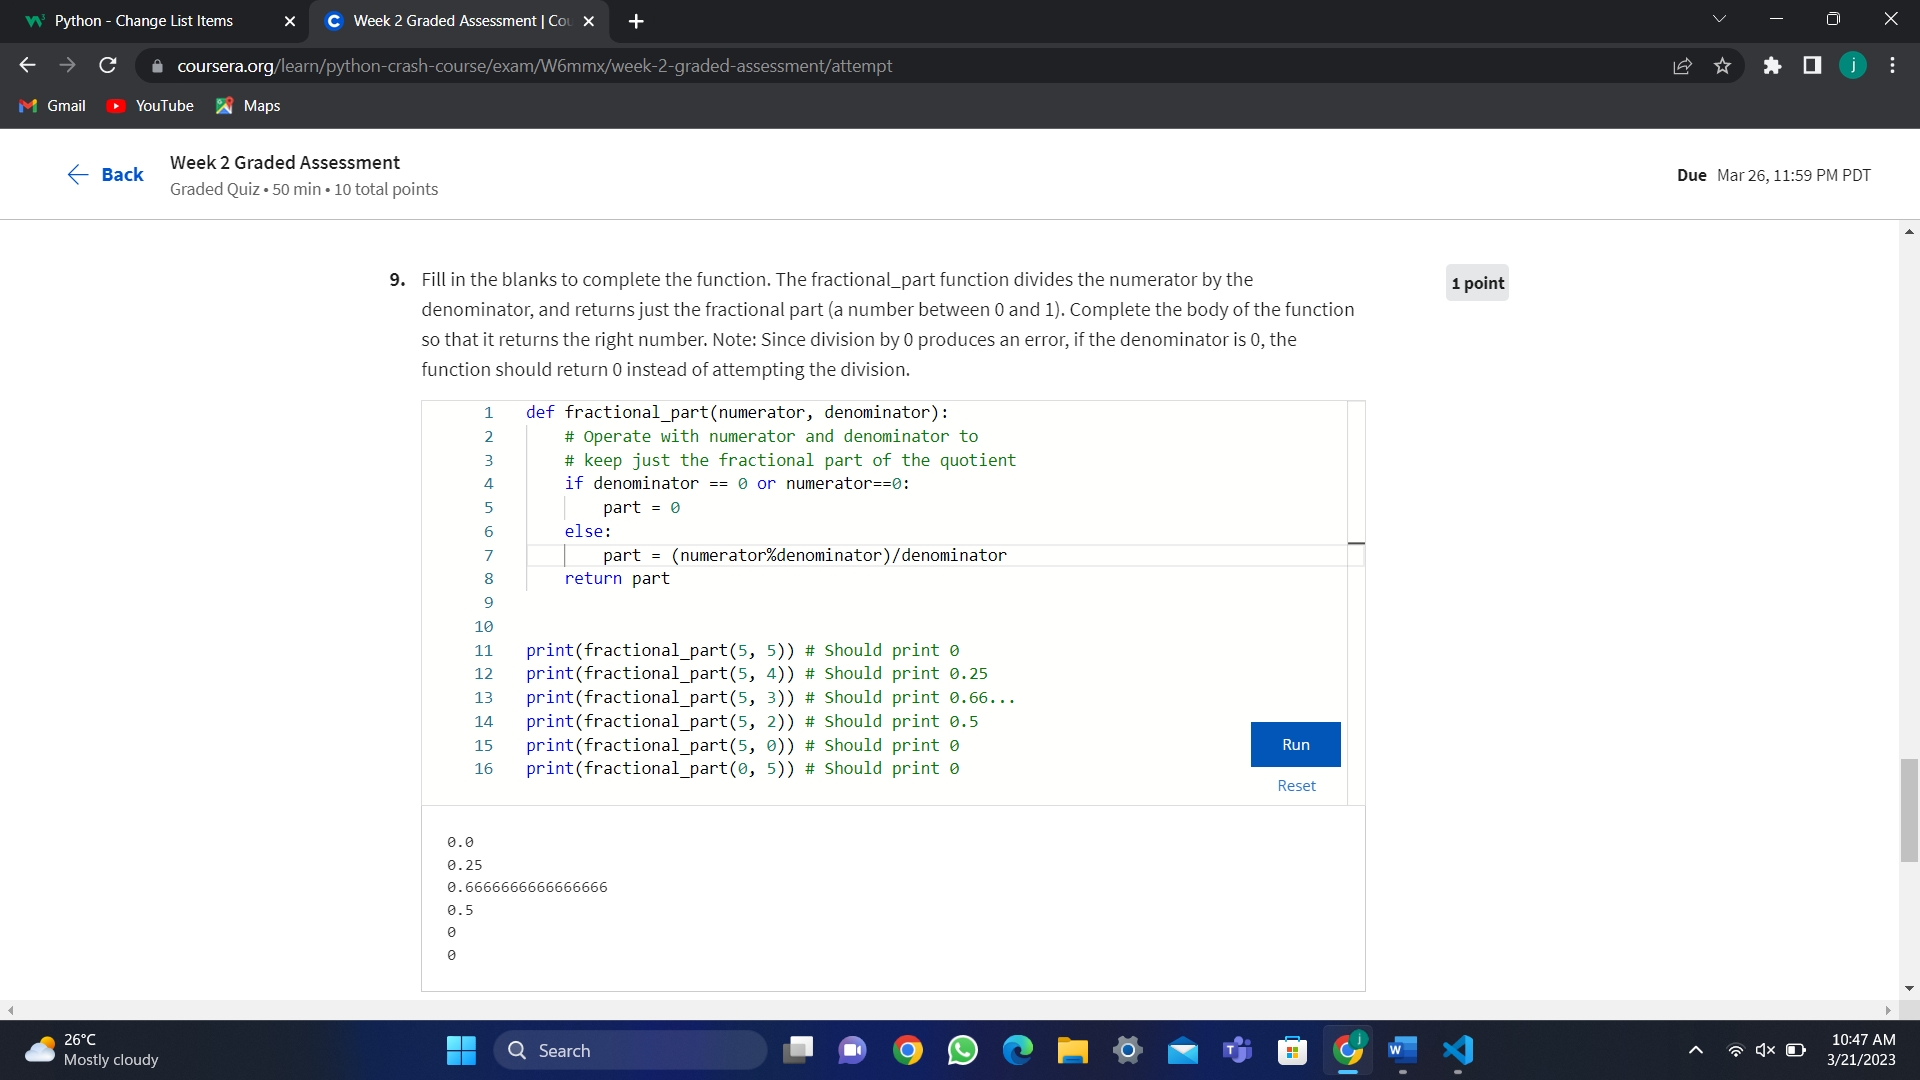 Python - Change List Items
Week 2 Graded Assessment | Cou
coursera.org/learn/python-crash-course/exam/W6mmx/week-2-graded-assessment/attempt
j
Gmail
YouTube
Maps
Back
Week 2 Graded Assessment
Graded Quiz • 50 min • 10 total points
Due Mar 26, 11:59 PM PDT
9. Fill in the blanks to complete the function. The fractional_part function divides the numerator by the
denominator, and returns just the fractional part (a number between 0 and 1). Complete the body of the function
so that it returns the right number. Note: Since division by 0 produces an error, if the denominator is 0, the
function should return 0 instead of attempting the division.
1 point
1 def fractional_part(numerator, denominator):
2 # Operate with numerator and denominator to
3 # keep just the fractional part of the quotient
4 if denominator == 0 or numerator==0:
5 part = 0
6 else:
7 part = (numerator%denominator)/denominator
8 return part
9
10
11 print(fractional_part(5, 5)) # Should print 0
12 print(fractional_part(5, 4)) # Should print 0.25
13 print(fractional_part(5, 3)) # Should print 0.66...
14 print(fractional_part(5, 2)) # Should print 0.5
15 print(fractional_part(5, 0)) # Should print 0
16 print(fractional_part(0, 5)) # Should print 0
Run
Reset
0.0
0.25
0.6666666666666666
0.5
0
0
26°C
Mostly cloudy
Search
10:47 AM
3/21/2023